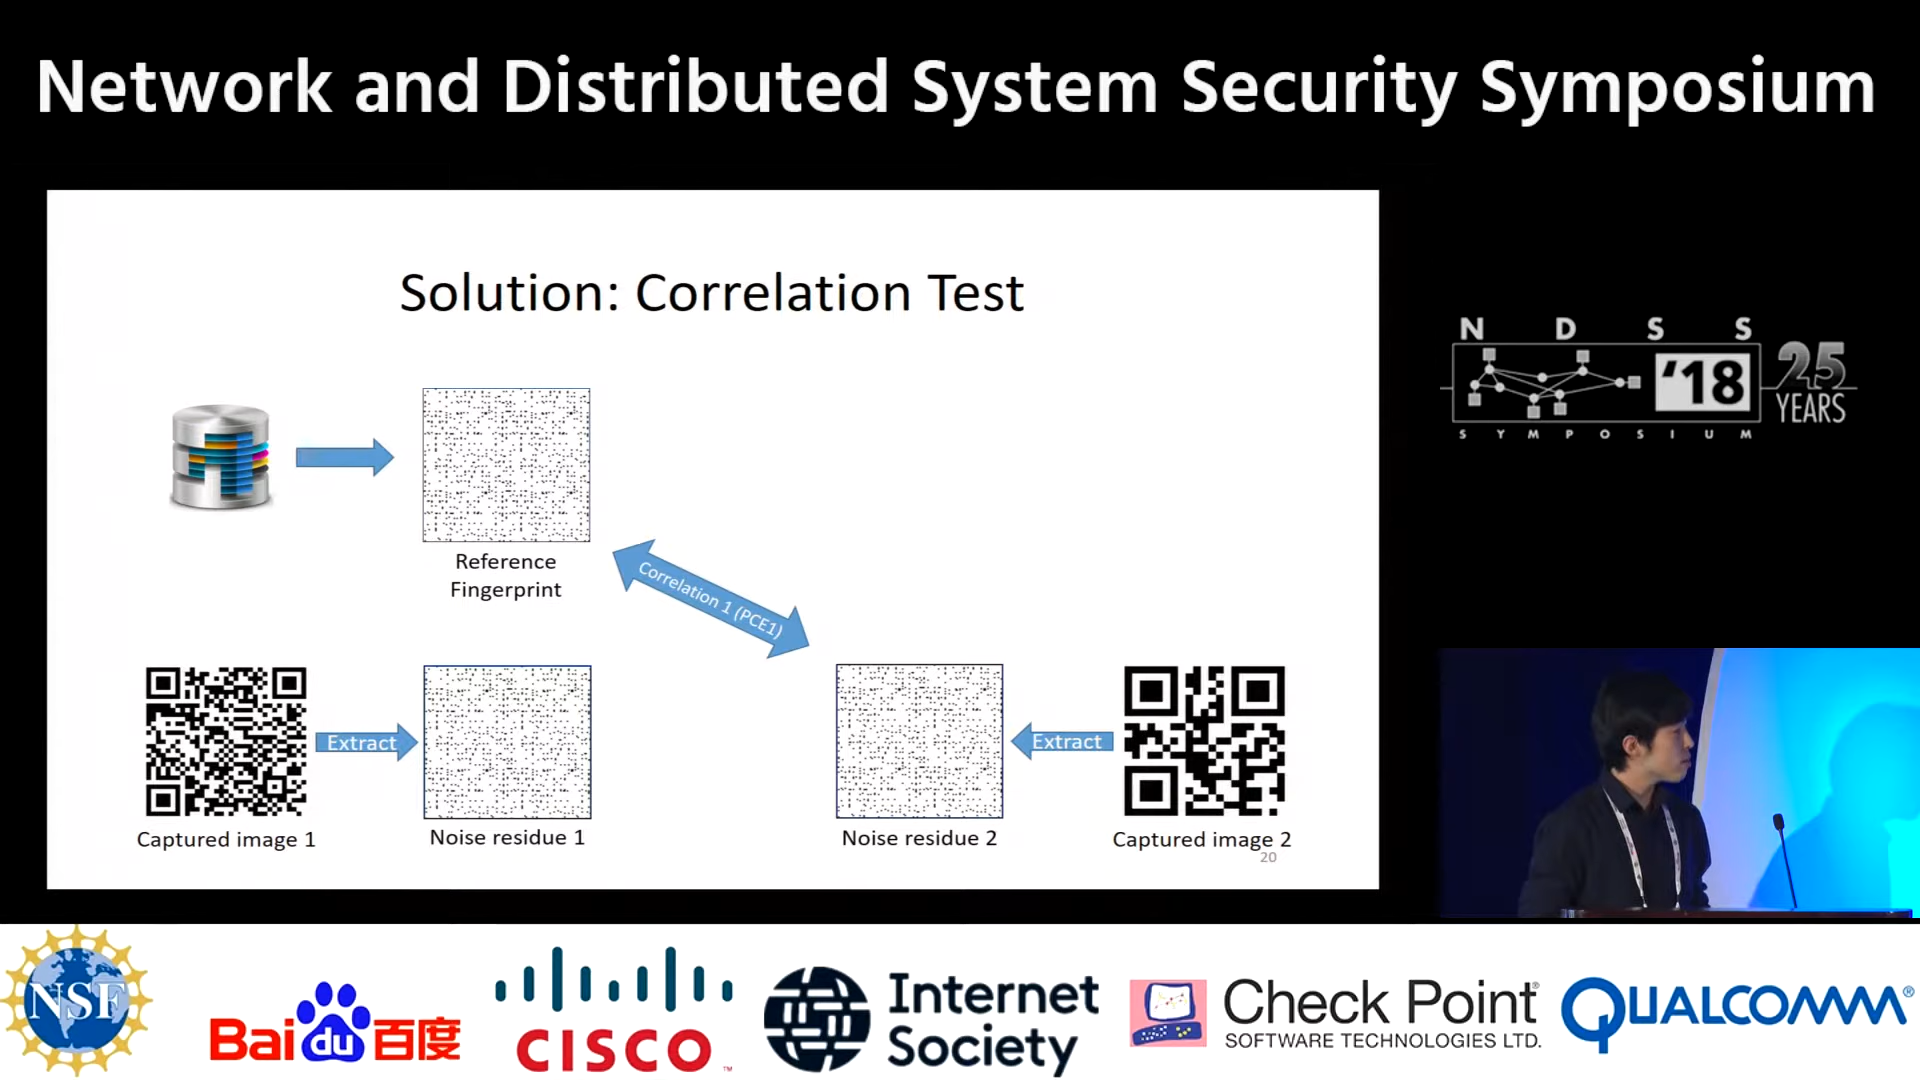 Network and Distributed System Security Symposium
Solution: Correlation Test
Reference
Fingerprint
Correlation 1 (PCE1)
Extract
Extract
Captured image 1
Noise residue 1
Noise residue 2
Captured image 2
20
N D S S
'18
25
YEARS
S Y M P O S I U M
NSF
Bai du 百度
CISCO
™
Internet
Society
Check Point
SOFTWARE TECHNOLOGIES LTD.
QUALCOMM®